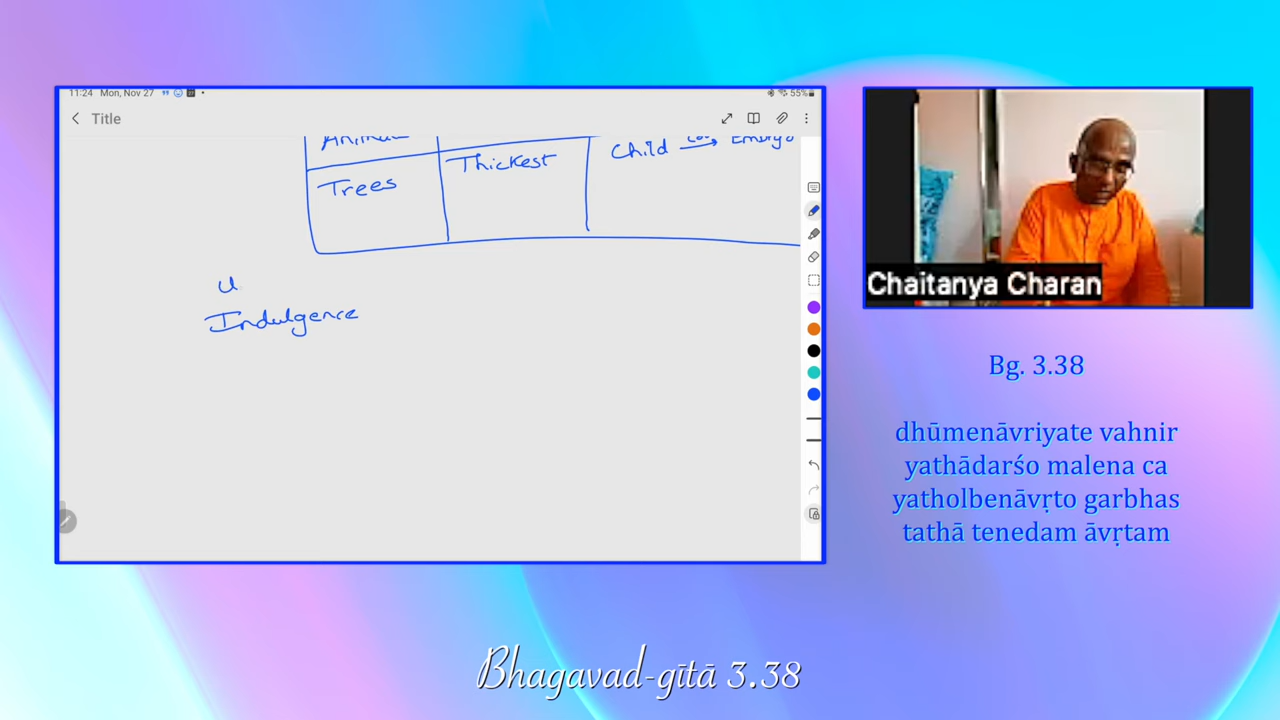 11:24 Mon, Nov 27
55%
Title
Animal
Thickest
Child → Embryo
Trees
u
Indulgence
Chaitanya Charan
Bg. 3.38
dhūmenāvriyate vahnir
yathādarśo malena ca
yatholbenāvṛto garbhas
tathā tenedam āvṛtam
Bhagavad-gītā 3.38